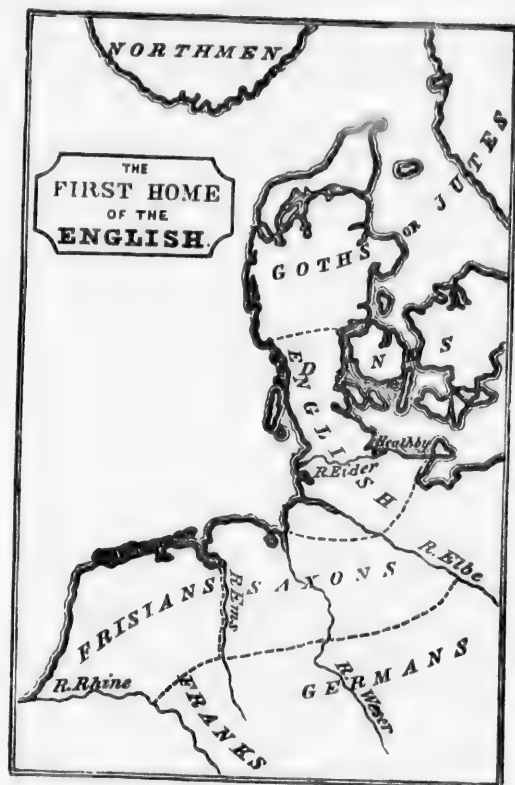 NORTHMEN
THE
FIRST HOME
OF THE
ENGLISH.
GOTHS OR JUTES
D N S
ENGLISH
Heathby
R.Eider
R.Elbe
SAXONS
FRISIANS
R.Ems
R.Rhine
FRANKS
R.Weser
GERMANS